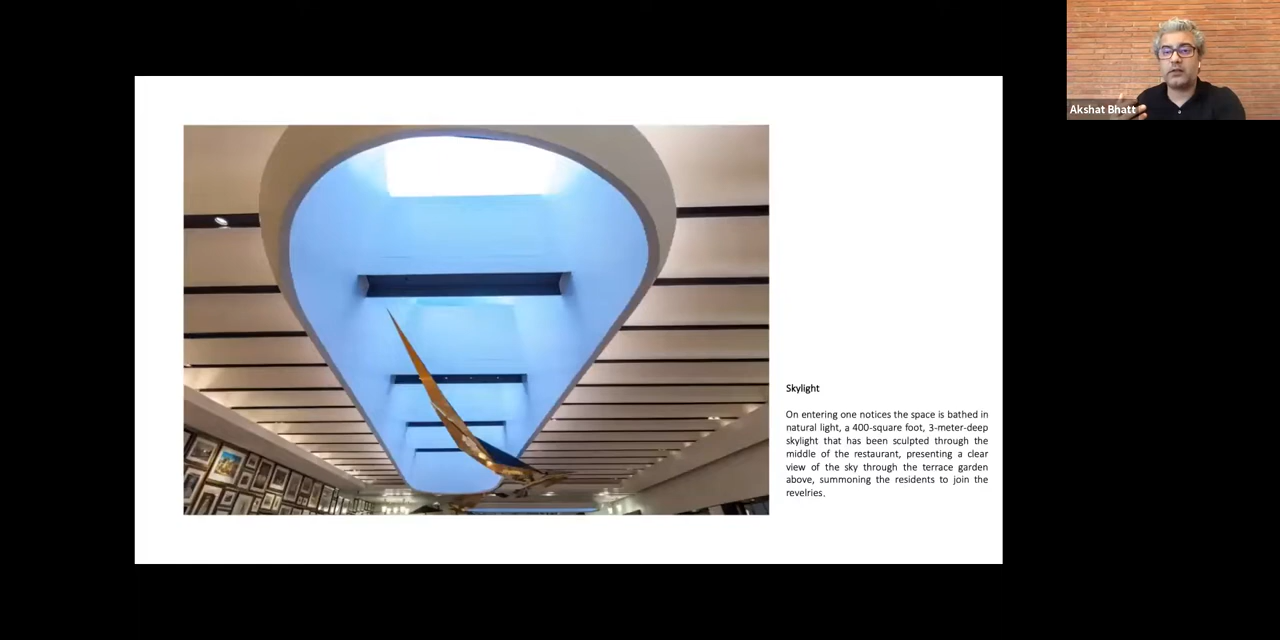 Akshat Bhatt
Skylight
On entering one notices the space is bathed in
natural light, a 400-square foot, 3-meter-deep
skylight that has been sculpted through the
middle of the restaurant, presenting a clear
view of the sky through the terrace garden
above, summoning the residents to join the
revelries.